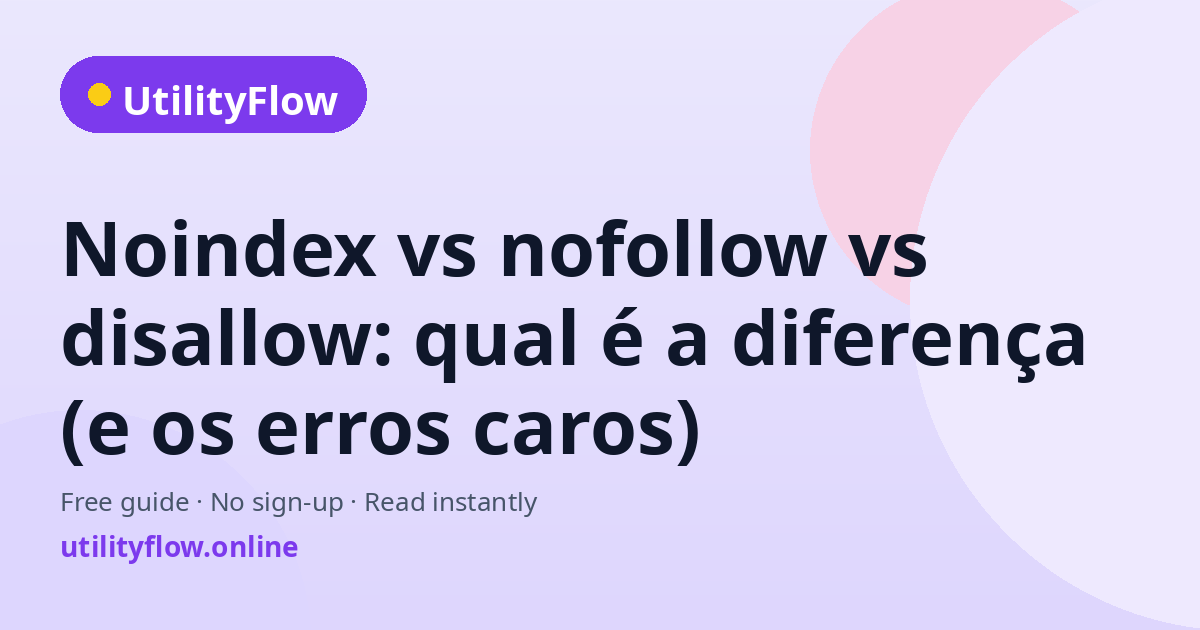 UtilityFlow
Noindex vs nofollow vs
disallow: qual é a diferença
(e os erros caros)
Free guide · No sign-up · Read instantly
utilityflow.online